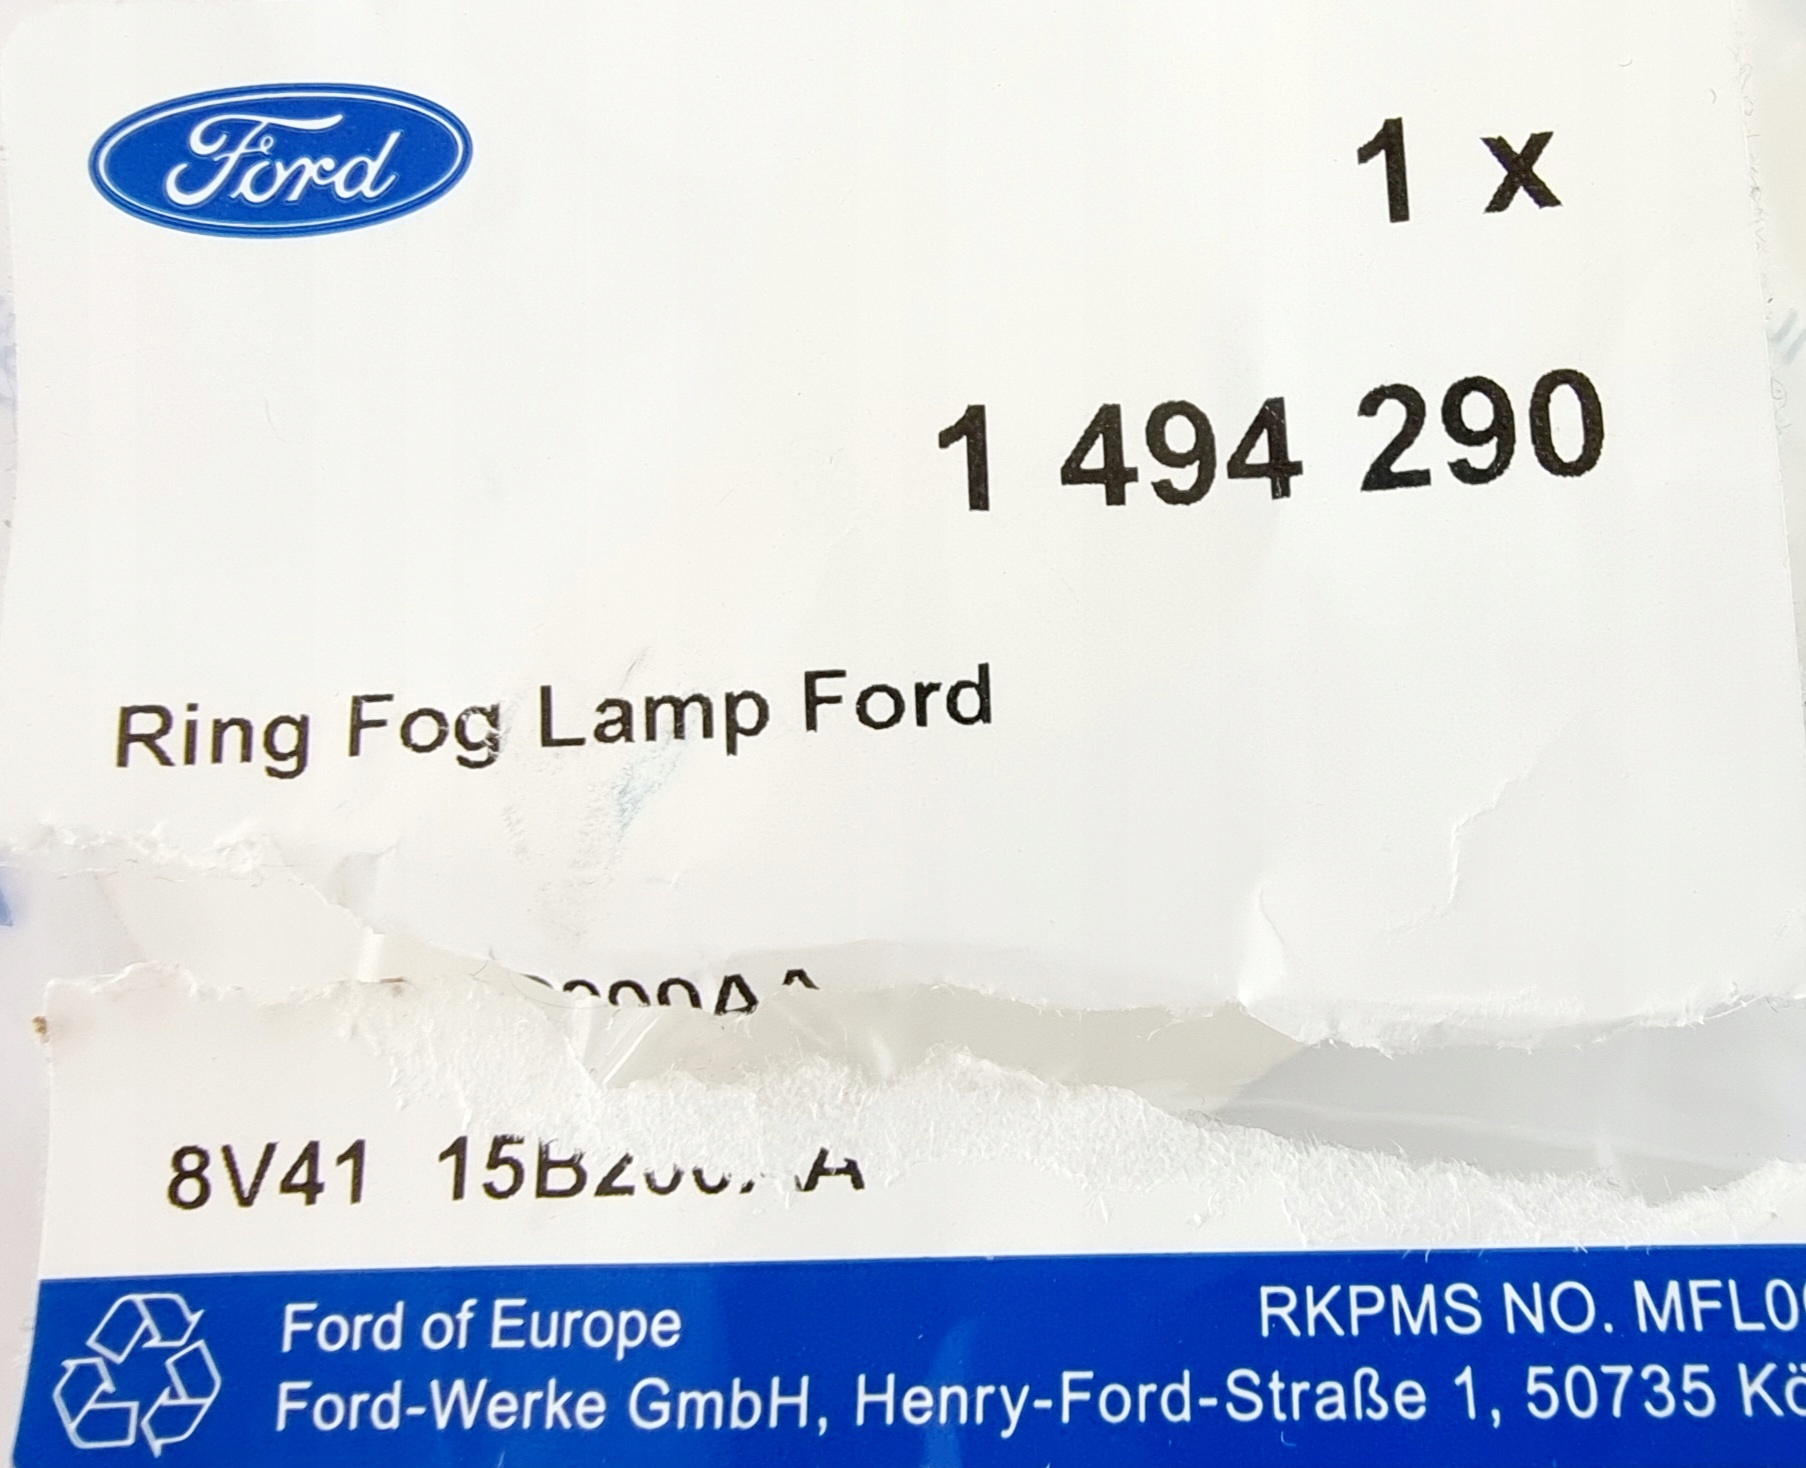 Ford
1 x
1 494 290
Ring Fog Lamp Ford
8V41
Ford of Europe
RKPMS NO.
Ford-Werke GmbH, Henry-Ford-Straße 1, 50735